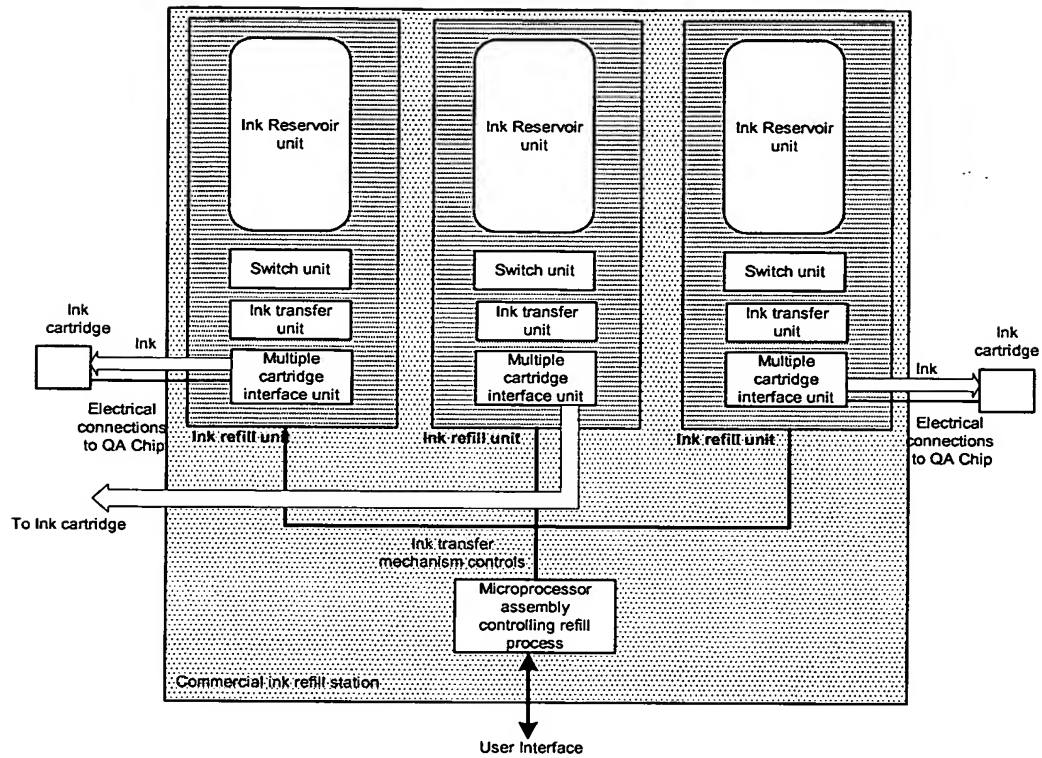 Ink Reservoir
unit
Ink Reservoir
unit
Ink Reservoir
unit
Switch unit
Switch unit
Switch unit
Ink transfer
unit
Ink transfer
unit
Ink transfer
unit
Ink
cartridge
Ink
Multiple
cartridge
interface unit
Multiple
cartridge
interface unit
Multiple
cartridge
interface unit
Ink
Ink
cartridge
Electrical
connections
to QA Chip
Ink refill unit
Ink refill unit
Ink refill unit
Electrical
connections
to QA Chip
To Ink cartridge
Ink transfer
mechanism controls
Microprocessor
assembly
controlling refill
process
Commercial ink refill station
User Interface